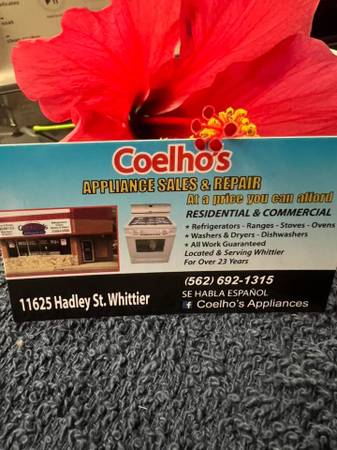 Coelho's
APPLIANCE SALES & REPAIR
At a price you can afford
RESIDENTIAL & COMMERCIAL
* Refrigerators - Ranges - Stoves - Ovens
* Washers & Dryers - Dishwashers
* All Work Guaranteed
Located & Serving Whittier
For Over 23 Years
(562) 692-1315
SE HABLA ESPAÑOL
f Coelho's Appliances
11625 Hadley St. Whittier